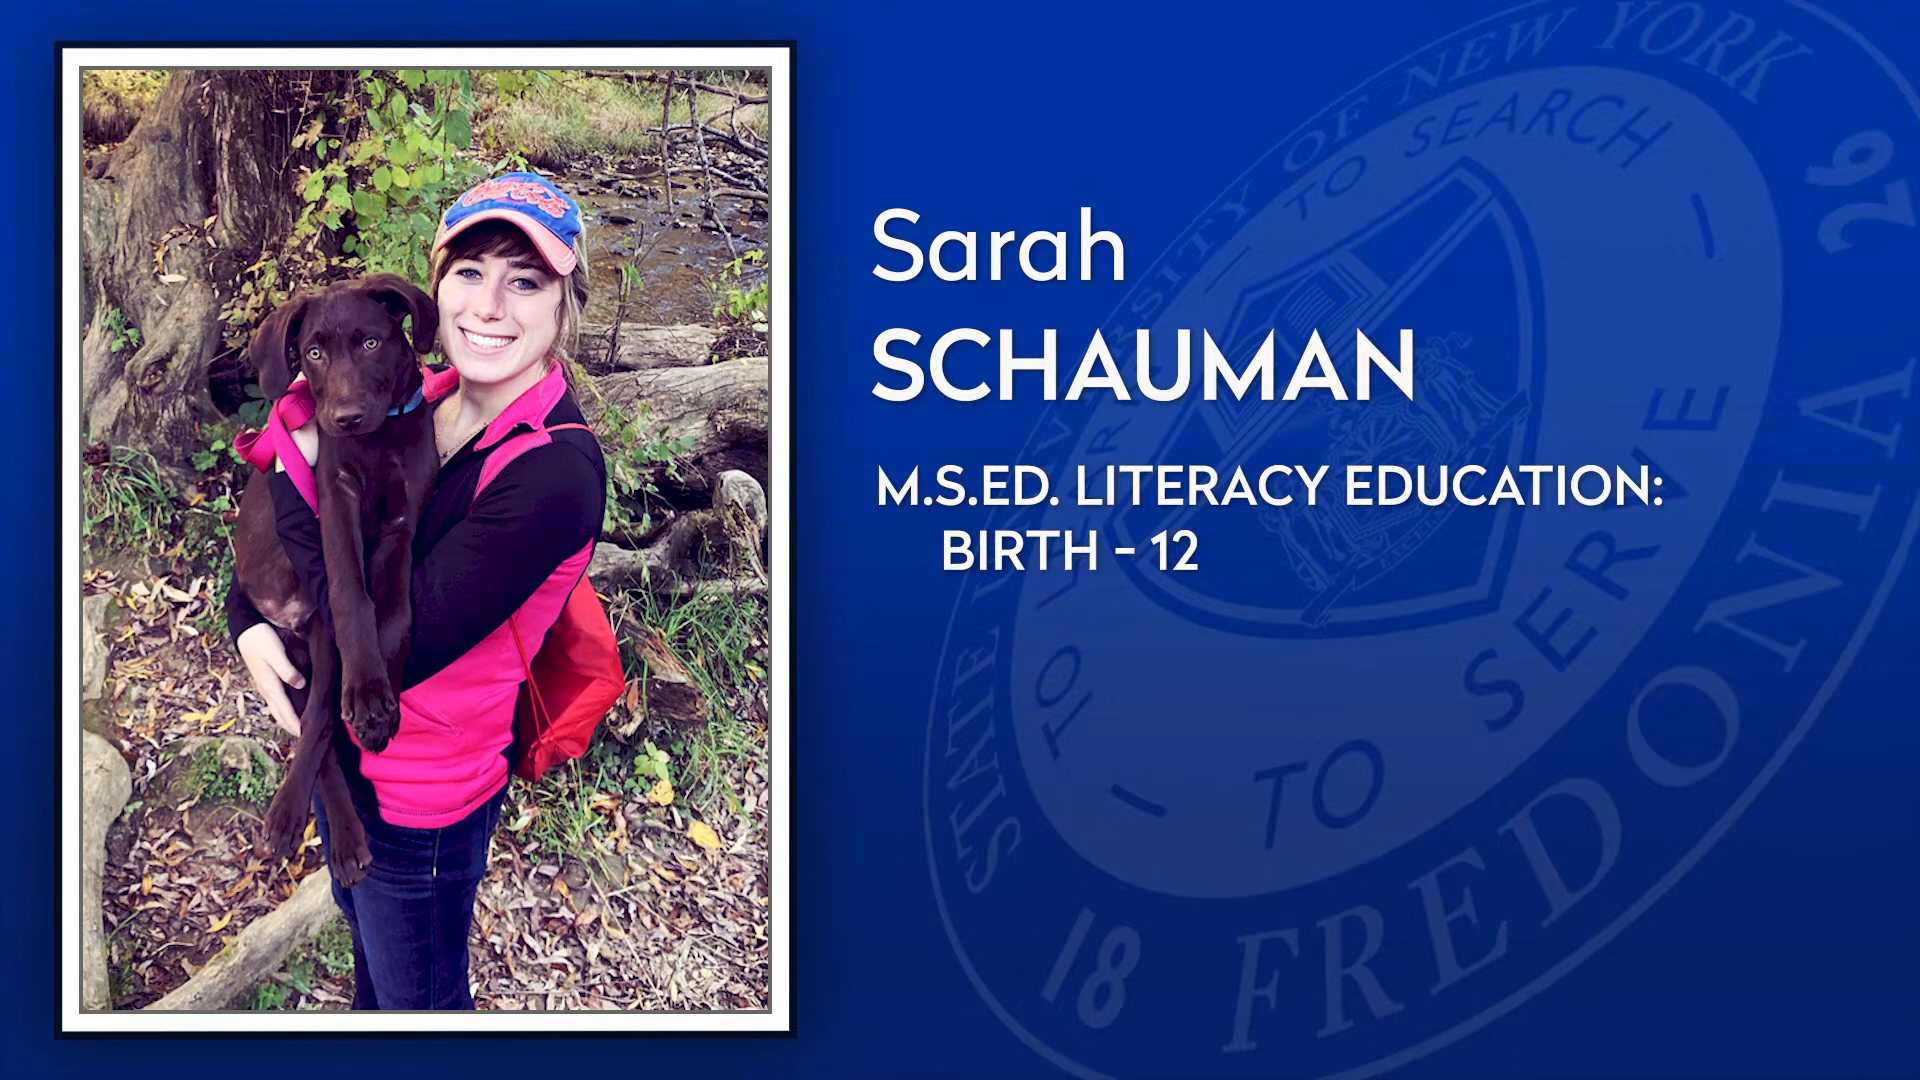 Sarah
SCHAUMAN
M.S.ED. LITERACY EDUCATION:
BIRTH – 12
STATE UNIVERSITY OF NEW YORK
TO SEARCH –
TO SERVE
– TO
18
26
FREDONIA